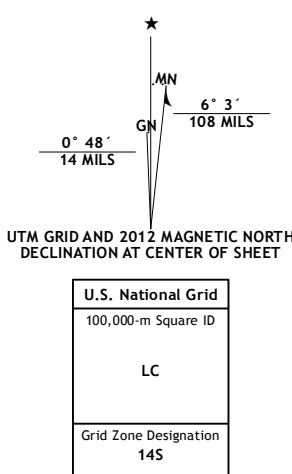 ★
MN
GN
6° 3´
108 MILS
0° 48´
14 MILS
UTM GRID AND 2012 MAGNETIC NORTH
DECLINATION AT CENTER OF SHEET
U.S. National Grid
100,000-m Square ID
LC
Grid Zone Designation
14S